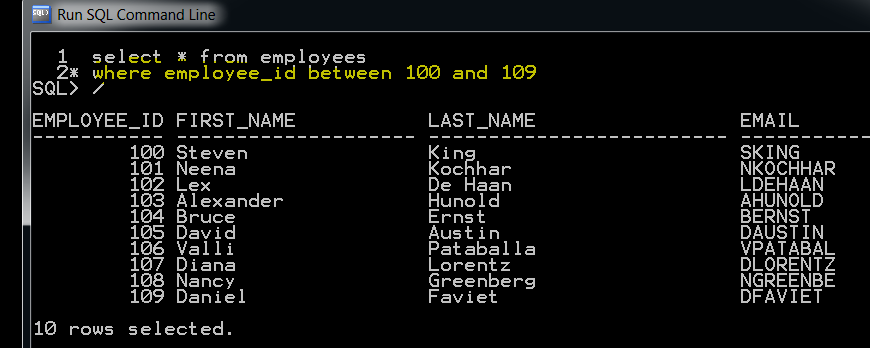 Run SQL Command Line
1 select * from employees
2* where employee_id between 100 and 109
SQL> /
EMPLOYEE_ID FIRST_NAME LAST_NAME EMAIL
----------- -------------------- ------------------------- ----------
100 Steven King SKING
101 Neena Kochhar NKOCHHAR
102 Lex De Haan LDEHAAN
103 Alexander Hunold AHUNOLD
104 Bruce Ernst BERNST
105 David Austin DAUSTIN
106 Valli Pataballa VPATABAL
107 Diana Lorentz DLORENTZ
108 Nancy Greenberg NGREENBE
109 Daniel Faviet DFAVIET
10 rows selected.